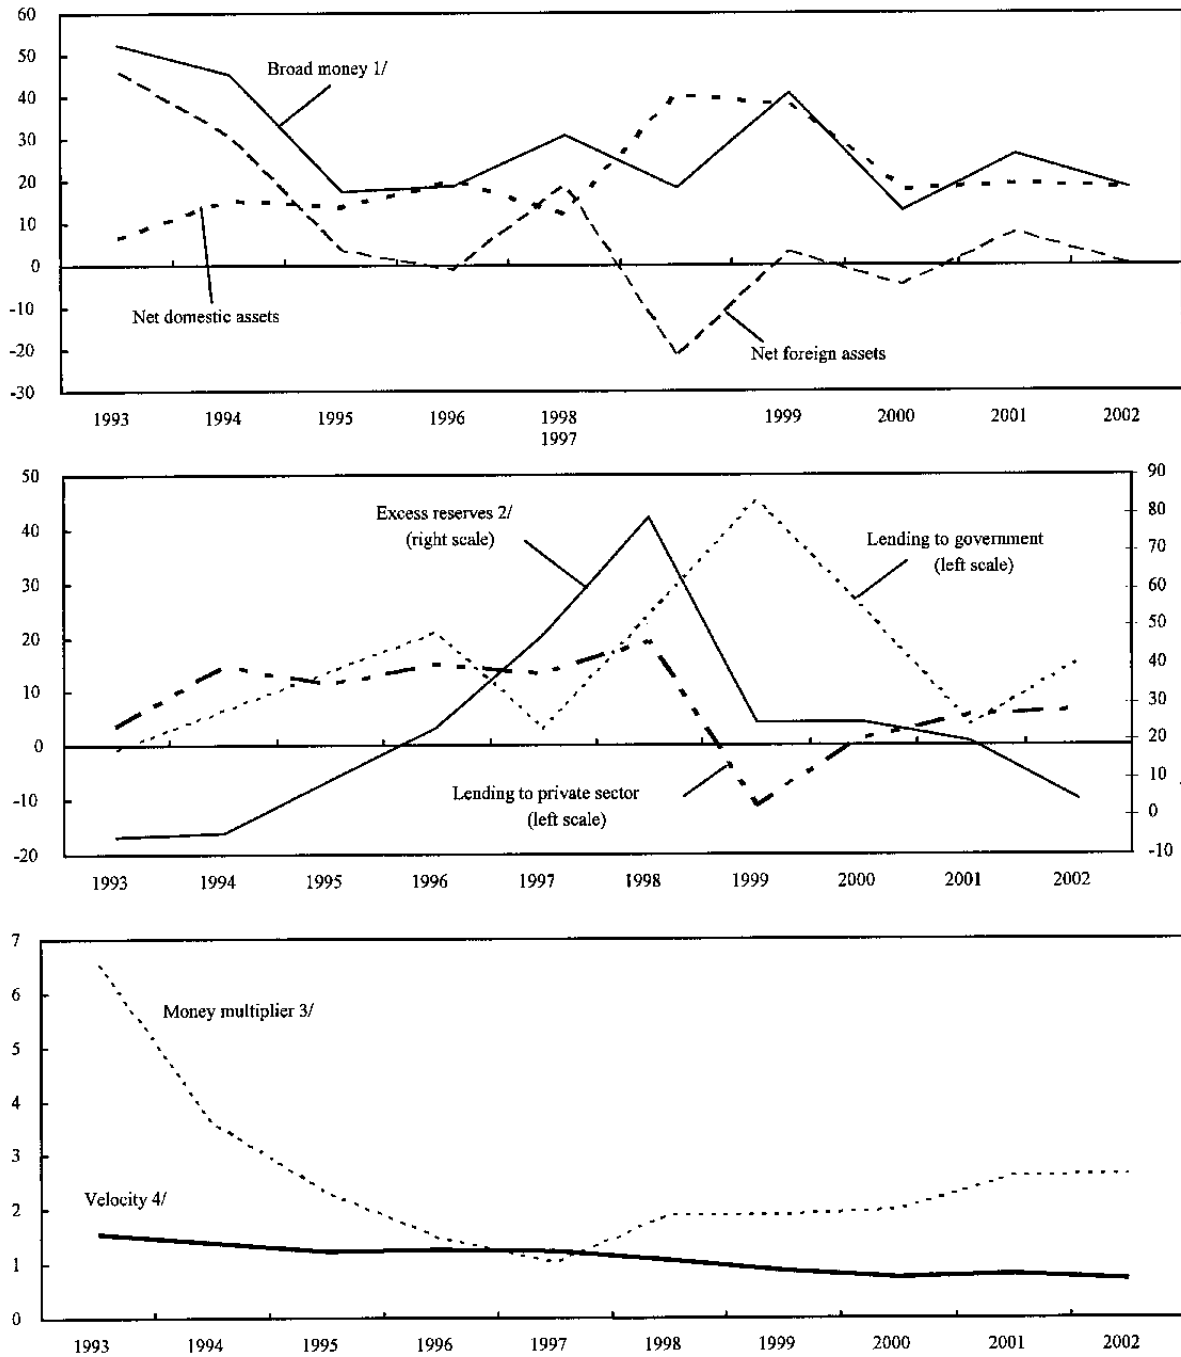 60
50
40
30
20
10
0
-10
-20
-30
Broad money 1/
Net domestic assets
Net foreign assets
1993 1994 1995 1996 1998 1999 2000 2001 2002
1997
50
40
30
20
10
0
-10
-20
90
80
70
60
50
40
30
20
10
0
-10
Excess reserves 2/
(right scale)
Lending to government
(left scale)
Lending to private sector
(left scale)
1993 1994 1995 1996 1997 1998 1999 2000 2001 2002
7
6
5
4
3
2
1
0
Money multiplier 3/
Velocity 4/
1993 1994 1995 1996 1997 1998 1999 2000 2001 2002